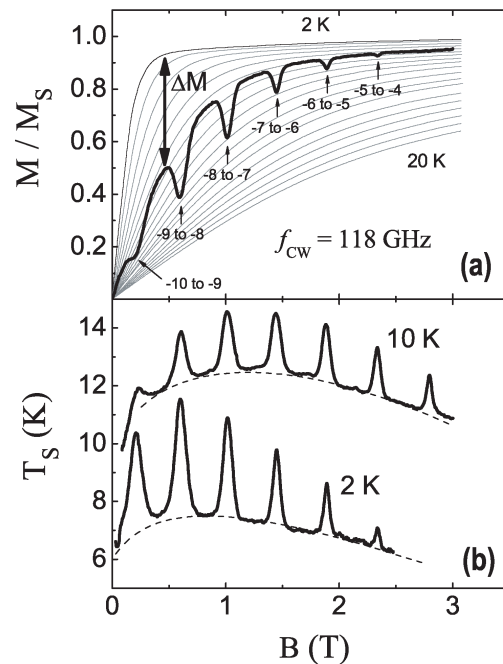 2 K
1.0
0.8
0.6
0.4
0.2
M / M_S
ΔM
-5 to -4
-6 to -5
-7 to -6
-8 to -7
-9 to -8
-10 to -9
20 K
f_CW = 118 GHz
(a)
14
12
10
8
6
T_S (K)
10 K
2 K
(b)
0 1 2 3
B (T)